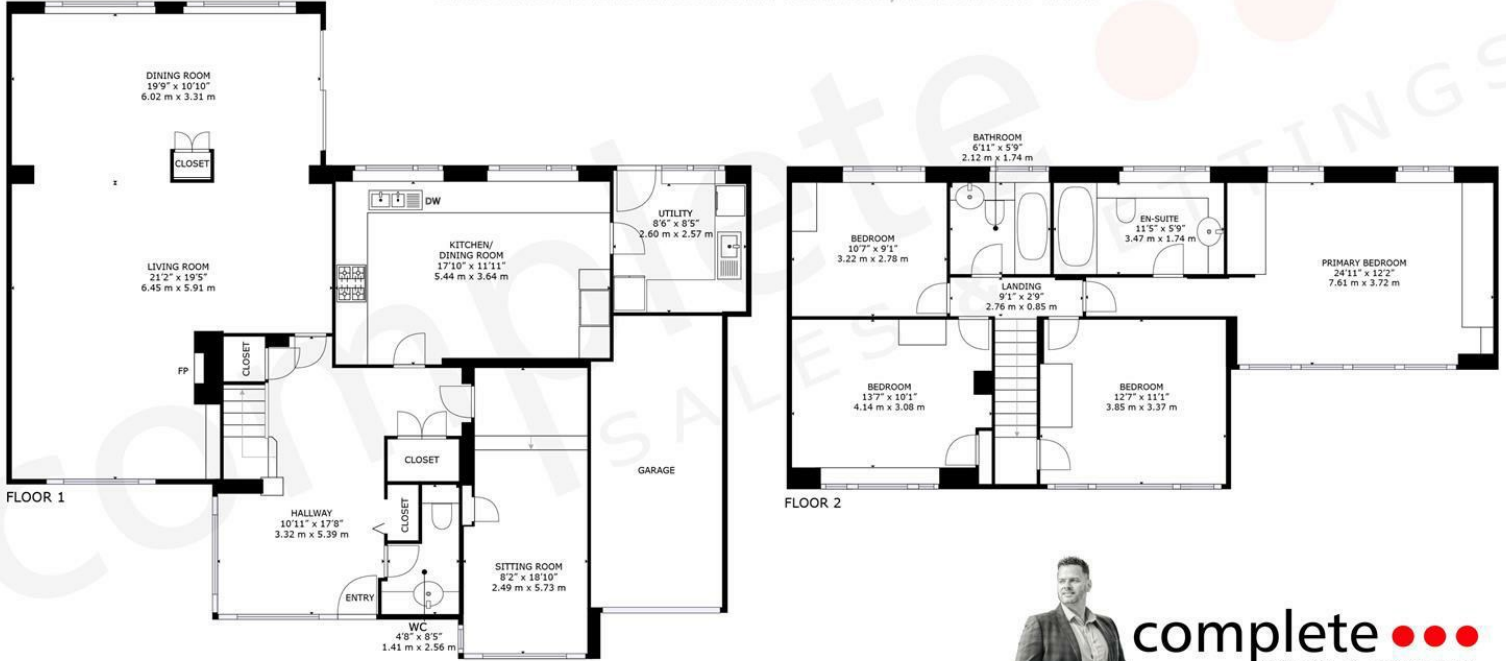 DINING ROOM
19'9" x 10'10"
6.02 m x 3.31 m
CLOSET
LIVING ROOM
21'2" x 19'5"
6.45 m x 5.91 m
FP
CLOSET
DW
KITCHEN/
DINING ROOM
17'10" x 11'11"
5.44 m x 3.64 m
UTILITY
8'6" x 8'5"
2.60 m x 2.57 m
CLOSET
CLOSET
HALLWAY
10'11" x 17'8"
3.32 m x 5.39 m
ENTRY
WC
4'8" x 8'5"
1.41 m x 2.56 m
SITTING ROOM
8'2" x 18'10"
2.49 m x 5.73 m
GARAGE
FLOOR 1
BATHROOM
6'11" x 5'9"
2.12 m x 1.74 m
BEDROOM
10'7" x 9'1"
3.22 m x 2.78 m
EN-SUITE
11'5" x 5'9"
3.47 m x 1.74 m
LANDING
9'1" x 2'9"
2.76 m x 0.85 m
PRIMARY BEDROOM
24'11" x 12'2"
7.61 m x 3.72 m
BEDROOM
13'7" x 10'1"
4.14 m x 3.08 m
BEDROOM
12'7" x 11'1"
3.85 m x 3.37 m
FLOOR 2
complete
SALES &
complete